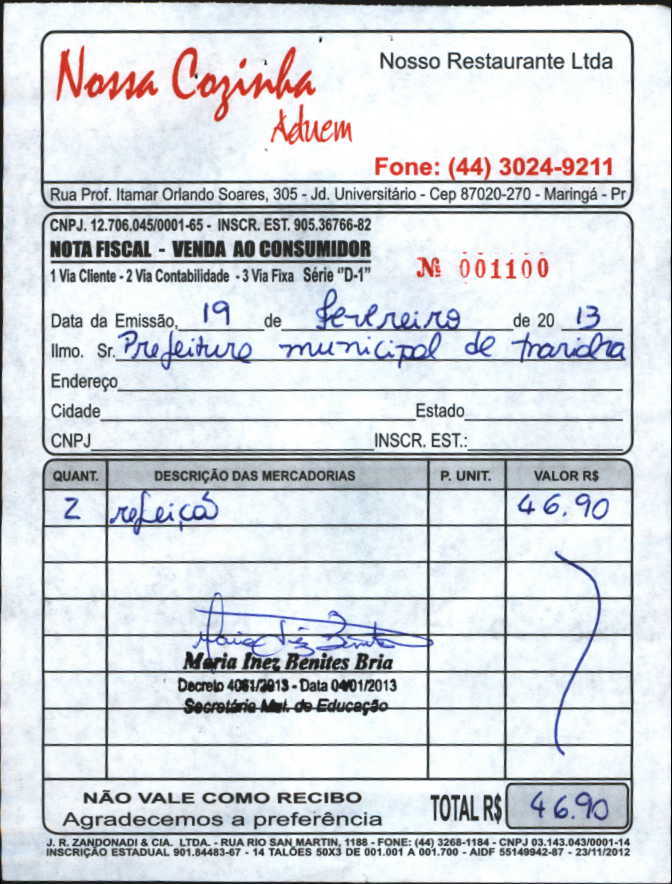 Nossa Cozinha
Aduem
Nosso Restaurante Ltda
Fone: (44) 3024-9211
Rua Prof. Itamar Orlando Soares, 305 - Jd. Universitário - Cep 87020-270 - Maringá - Pr
CNPJ. 12.706.045/0001-65 - INSCR. EST. 905.36766-82
NOTA FISCAL - VENDA AO CONSUMIDOR
1 Via Cliente - 2 Via Contabilidade - 3 Via Fixa Série "D-1"
Nº 001100
Data da Emissão, 19 de fevereiro de 20 13
Ilmo. Sr. Prefeitura municipal de
Endereço
Cidade Estado
CNPJ INSCR. EST.:
QUANT. DESCRIÇÃO DAS MERCADORIAS P. UNIT. VALOR R$
2 refeição 46.90
Maria Inez Benites Bria
Decreto 4061/2013 - Data 04/01/2013
Secretária Mul. de Educação
NÃO VALE COMO RECIBO
Agradecemos a preferência
TOTAL R$ 46.90
J. R. ZANDONADI & CIA. LTDA. - RUA RIO SAN MARTIN, 1188 - FONE: (44) 3268-1184 - CNPJ 03.143.043/0001-14
INSCRIÇÃO ESTADUAL 901.84483-67 - 14 TALÕES 50X3 DE 001.001 A 001.700 - AIDF 55149942-87 - 23/11/2012